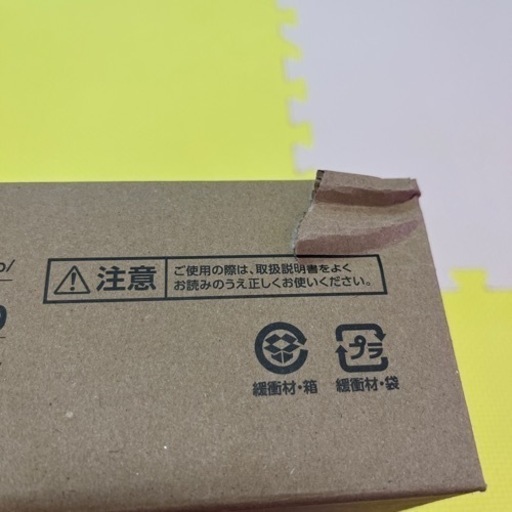 注意
ご使用の際は、取扱説明書をよく
お読みのうえ正しくお使いください。
プラ
緩衝材・箱
緩衝材・袋